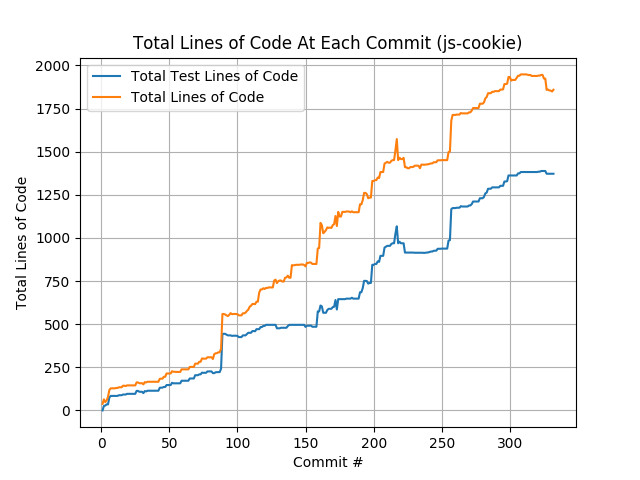 Total Lines of Code At Each Commit (js-cookie)
Total Test Lines of Code
Total Lines of Code
Total Lines of Code
2000
1750
1500
1250
1000
750
500
250
0
0 50 100 150 200 250 300
Commit #